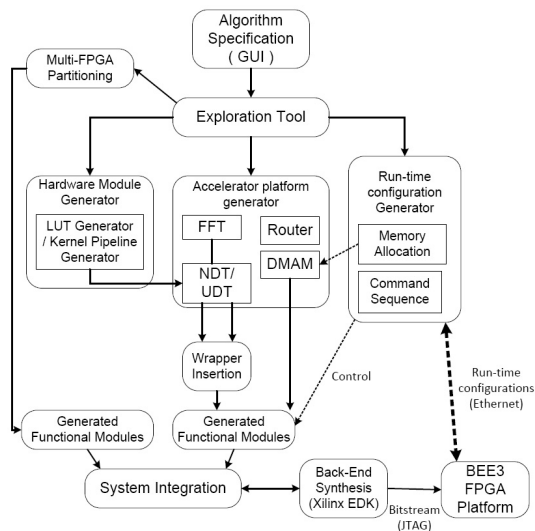 Algorithm
Specification
( GUI )
Multi-FPGA
Partitioning
Exploration Tool
Hardware Module
Generator
LUT Generator
/ Kernel Pipeline
Generator
Accelerator platform
generator
FFT
Router
NDT/
UDT
DMAM
Run-time
configuration
Generator
Memory
Allocation
Command
Sequence
Wrapper
Insertion
Control
Run-time
configurations
(Ethernet)
Generated
Functional Modules
Generated
Functional Modules
System Integration
Back-End
Synthesis
(Xilinx EDK)
Bitstream
(JTAG)
BEE3
FPGA
Platform